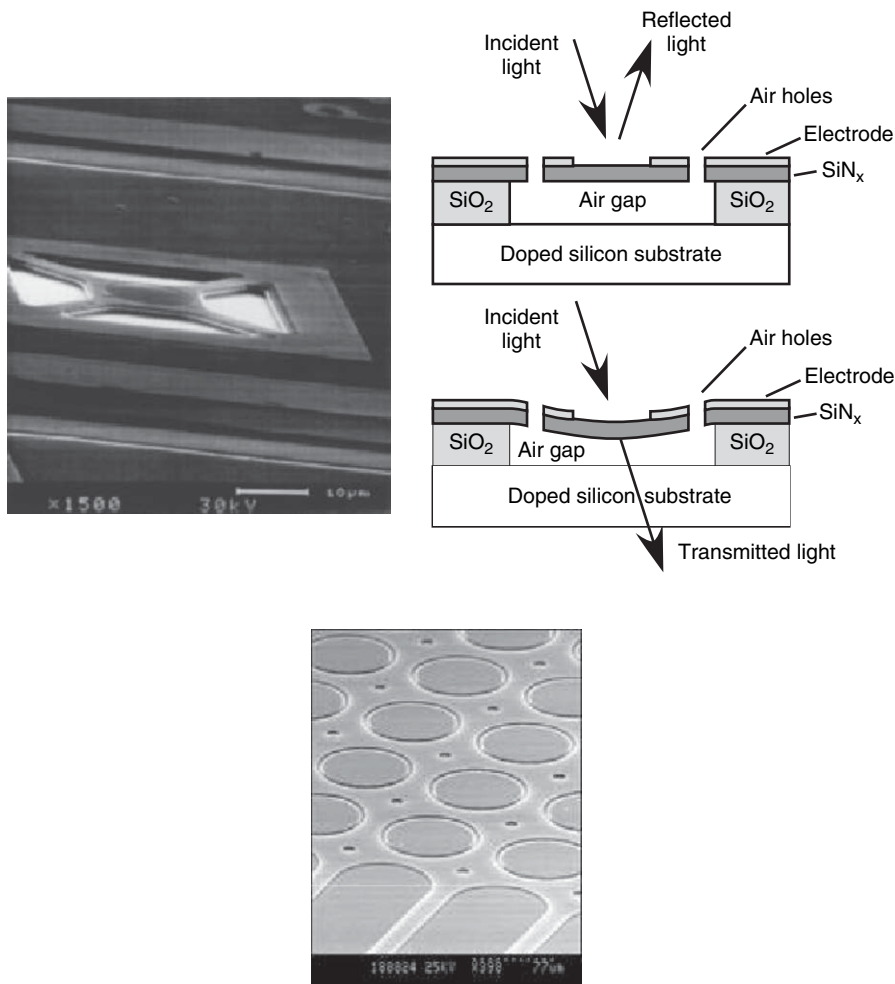 Incident
light
Reflected
light
Air holes
Electrode
SiNx
SiO2
Air gap
SiO2
Doped silicon substrate
×1500 30kV 10µm
Incident
light
Air holes
Electrode
SiNx
SiO2
Air gap
SiO2
Doped silicon substrate
Transmitted light
25KV